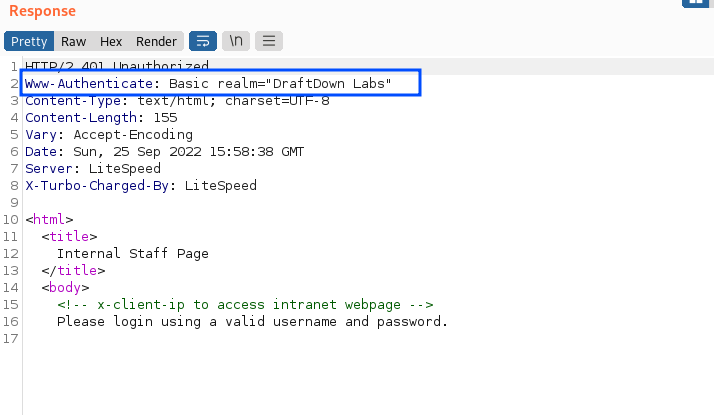 Response
Pretty Raw Hex Render \n
1 HTTP/2 401 Unauthorized
2 Www-Authenticate: Basic realm="DraftDown Labs"
3 Content-Type: text/html; charset=UTF-8
4 Content-Length: 155
5 Vary: Accept-Encoding
6 Date: Sun, 25 Sep 2022 15:58:38 GMT
7 Server: LiteSpeed
8 X-Turbo-Charged-By: LiteSpeed
9
10 <html>
11 <title>
12 Internal Staff Page
13 </title>
14 <body>
15 <!-- x-client-ip to access intranet webpage -->
16 Please login using a valid username and password.
17